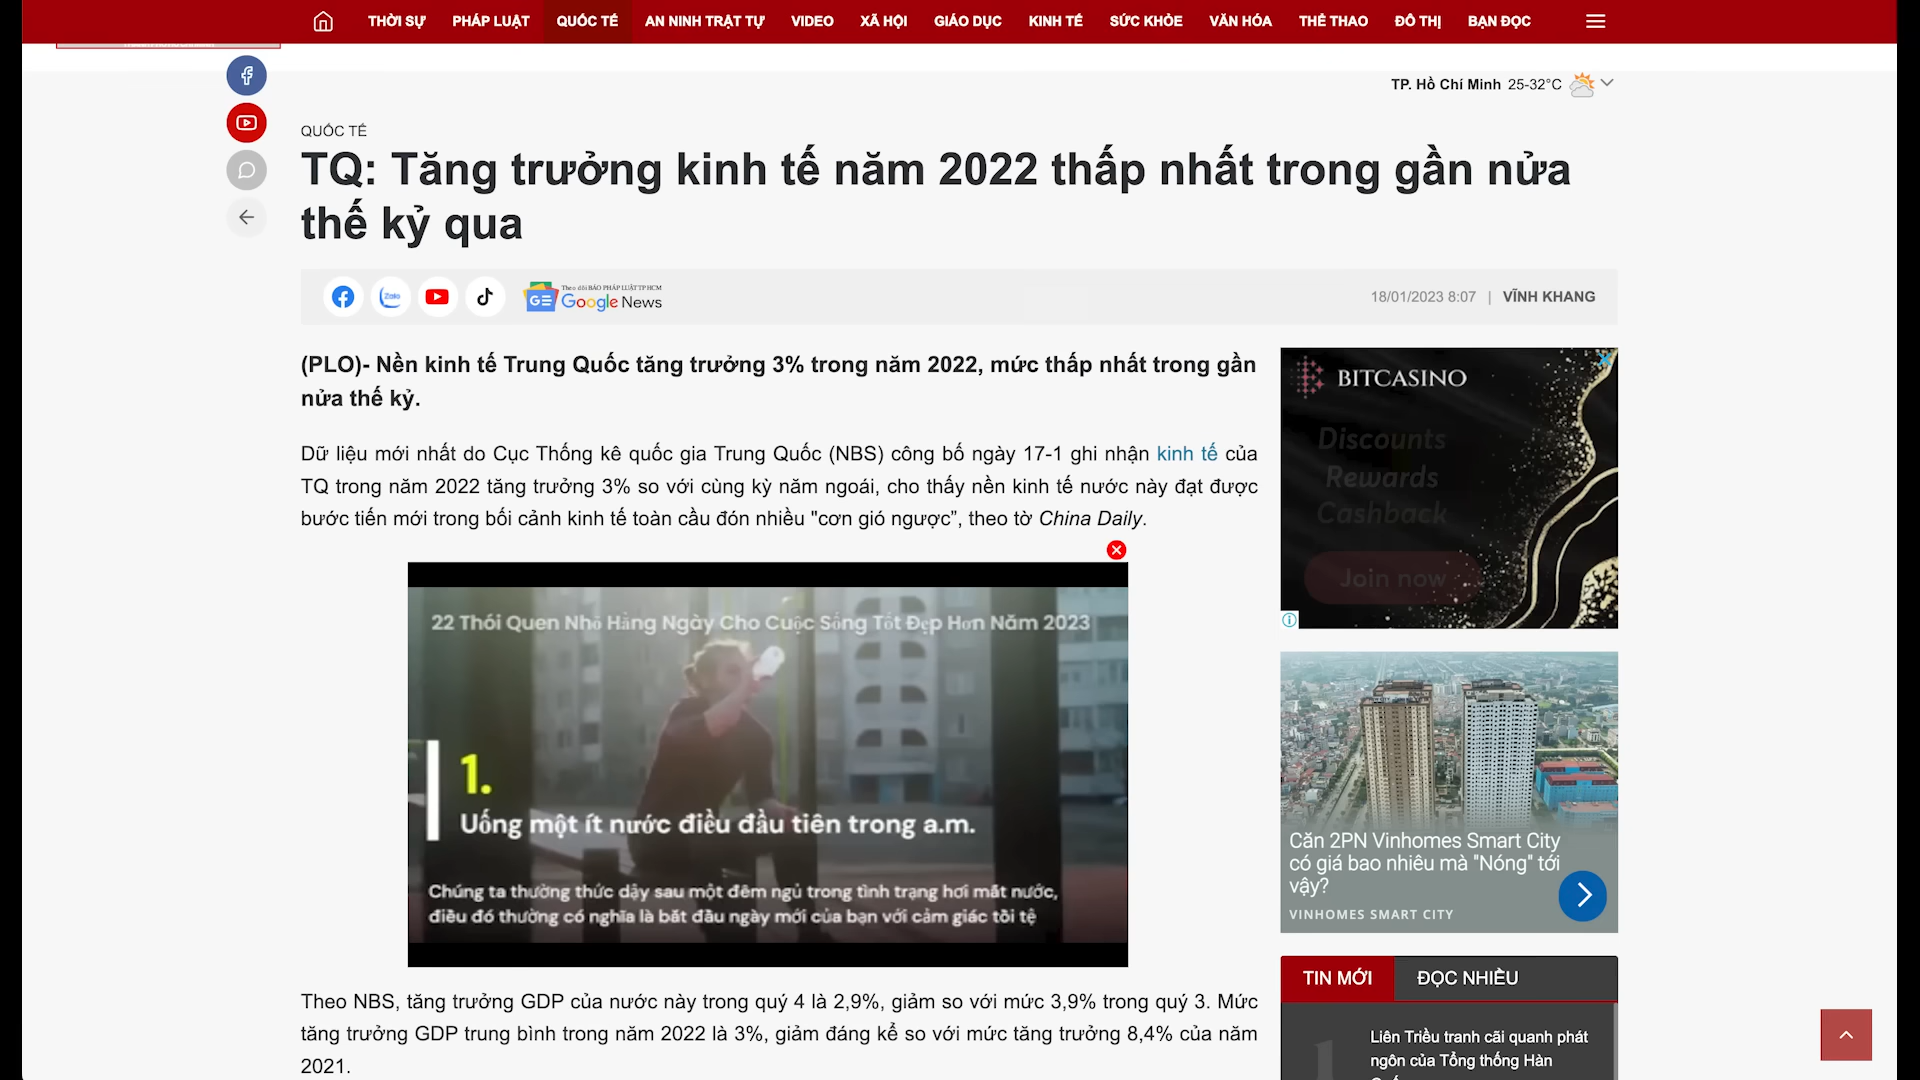 THỜI SỰ PHÁP LUẬT QUỐC TẾ AN NINH TRẬT TỰ VIDEO XÃ HỘI GIÁO DỤC KINH TẾ SỨC KHỎE VĂN HÓA THỂ THAO ĐÔ THỊ BẠN ĐỌC
TP. Hồ Chí Minh 25-32°C
QUỐC TẾ
TQ: Tăng trưởng kinh tế năm 2022 thấp nhất trong gần nửa
thế kỷ qua
Zalo
Theo dõi BÁO PHÁP LUẬT TP HCM
GE Google News
18/01/2023 8:07 | VĨNH KHANG
(PLO)- Nền kinh tế Trung Quốc tăng trưởng 3% trong năm 2022, mức thấp nhất trong gần
nửa thế kỷ.
Dữ liệu mới nhất do Cục Thống kê quốc gia Trung Quốc (NBS) công bố ngày 17-1 ghi nhận kinh tế của
TQ trong năm 2022 tăng trưởng 3% so với cùng kỳ năm ngoái, cho thấy nền kinh tế nước này đạt được
bước tiến mới trong bối cảnh kinh tế toàn cầu đón nhiều "cơn gió ngược”, theo tờ China Daily.
22 Thói Quen Nhỏ Hằng Ngày Cho Cuộc Sống Tốt Đẹp Hơn Năm 2023
1.
Uống một ít nước điều đầu tiên trong a.m.
Chúng ta thường thức dậy sau một đêm ngủ trong tình trạng hơi mất nước,
điều đó thường có nghĩa là bắt đầu ngày mới của bạn với cảm giác tồi tệ
Theo NBS, tăng trưởng GDP của nước này trong quý 4 là 2,9%, giảm so với mức 3,9% trong quý 3. Mức
tăng trưởng GDP trung bình trong năm 2022 là 3%, giảm đáng kể so với mức tăng trưởng 8,4% của năm
2021.
BITCASINO
Discounts
Rewards
Cashback
Join now
Căn 2PN Vinhomes Smart City
có giá bao nhiêu mà "Nóng" tới
vậy?
VINHOMES SMART CITY
TIN MỚI ĐỌC NHIỀU
1
Liên Triều tranh cãi quanh phát
ngôn của Tổng thống Hàn